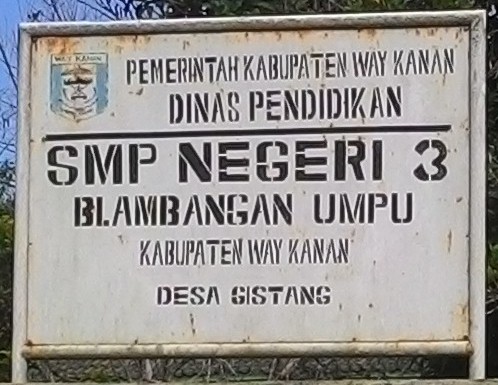 WAY KANAN
PEMERINTAH KABUPATEN WAY KANAN
DINAS PENDIDIKAN
SMP NEGERI 3
BLAMBANGAN UMPU
KABUPATEN WAY KANAN
DESA GISTANG